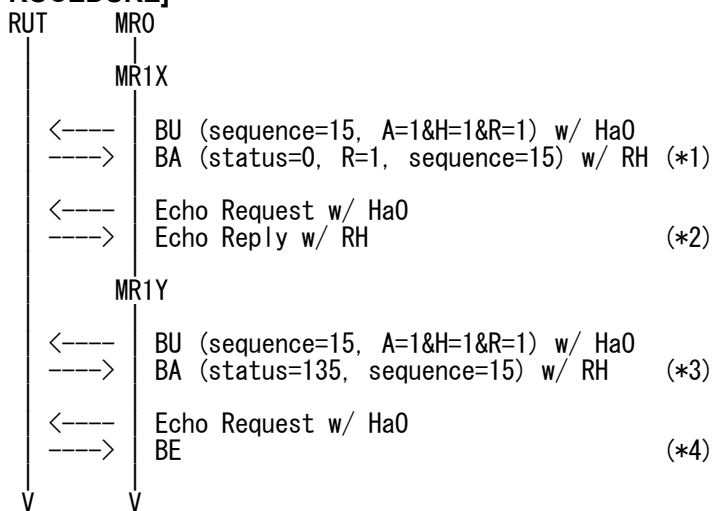 ROCEDURE]
RUT MR0
MR1X
<---- BU (sequence=15, A=1&H=1&R=1) w/ HaO
----> BA (status=0, R=1, sequence=15) w/ RH (*1)
<---- Echo Request w/ HaO
----> Echo Reply w/ RH (*2)
MR1Y
<---- BU (sequence=15, A=1&H=1&R=1) w/ HaO
----> BA (status=135, sequence=15) w/ RH (*3)
<---- Echo Request w/ HaO
----> BE (*4)
V V